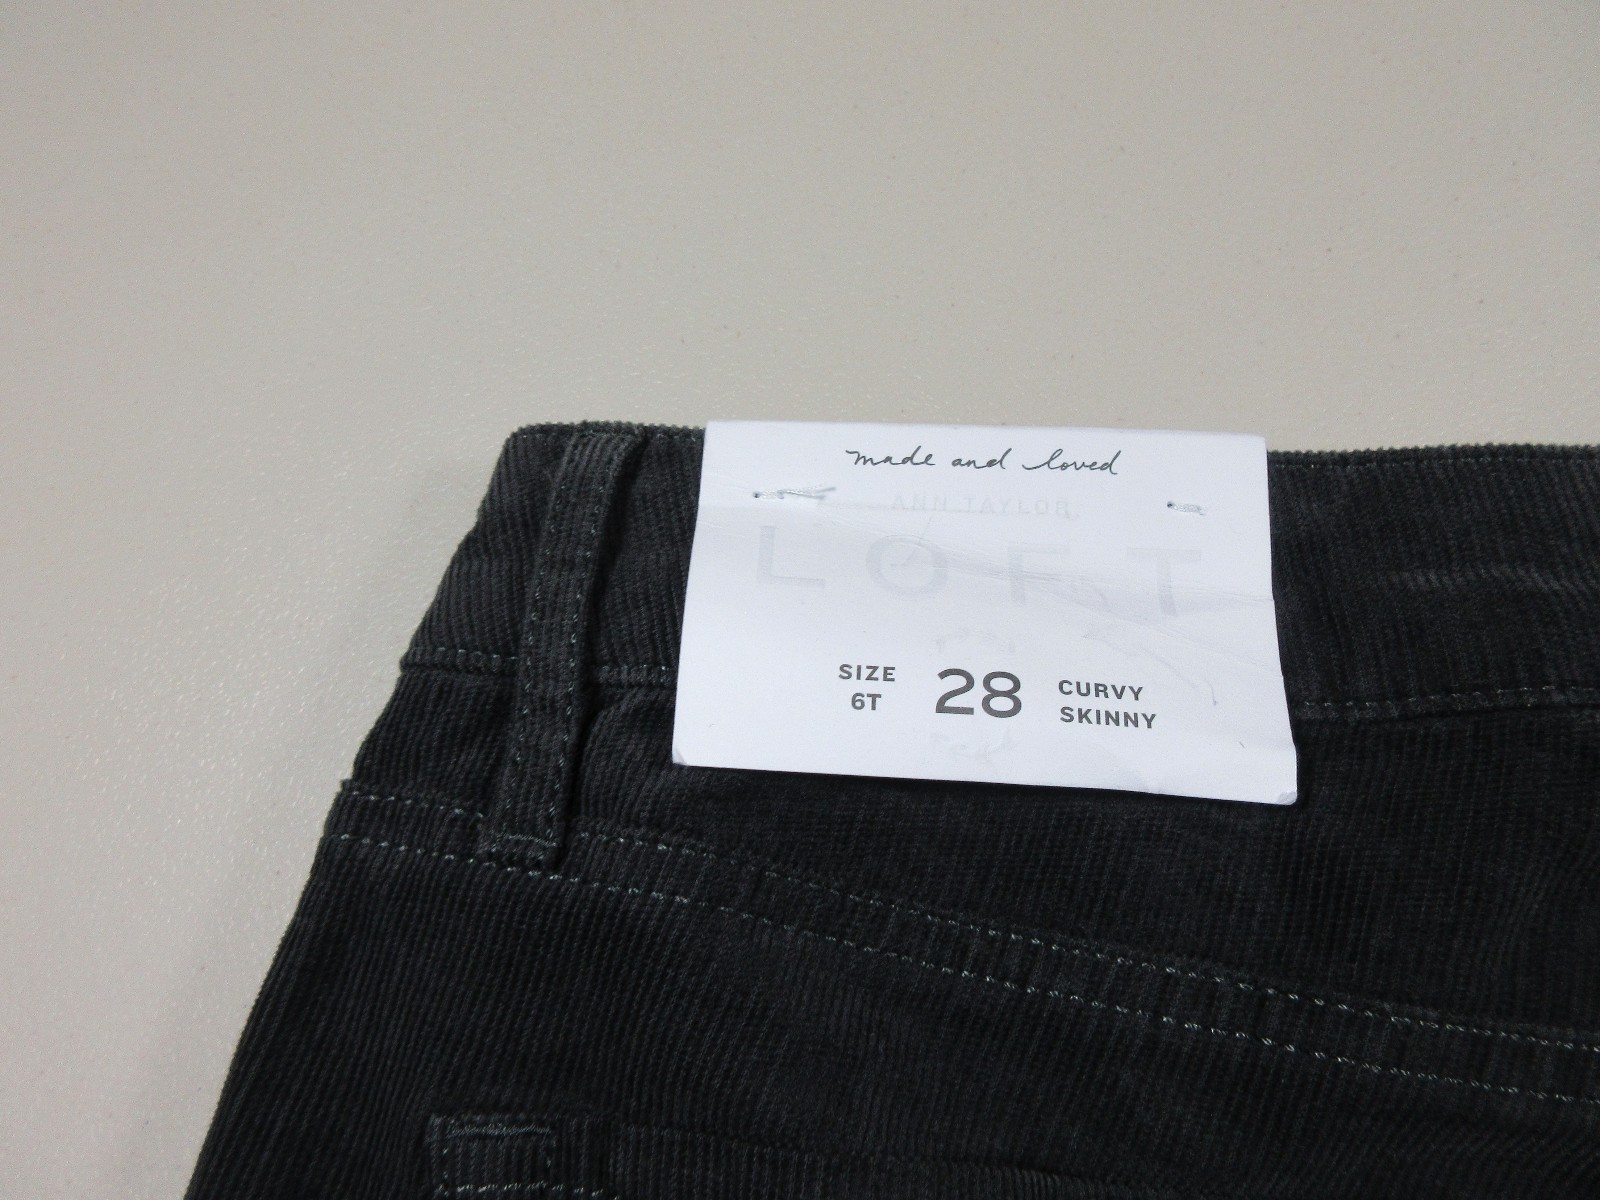 made and loved
ANN TAYLOR
LOFT
SIZE 6T
28
CURVY SKINNY